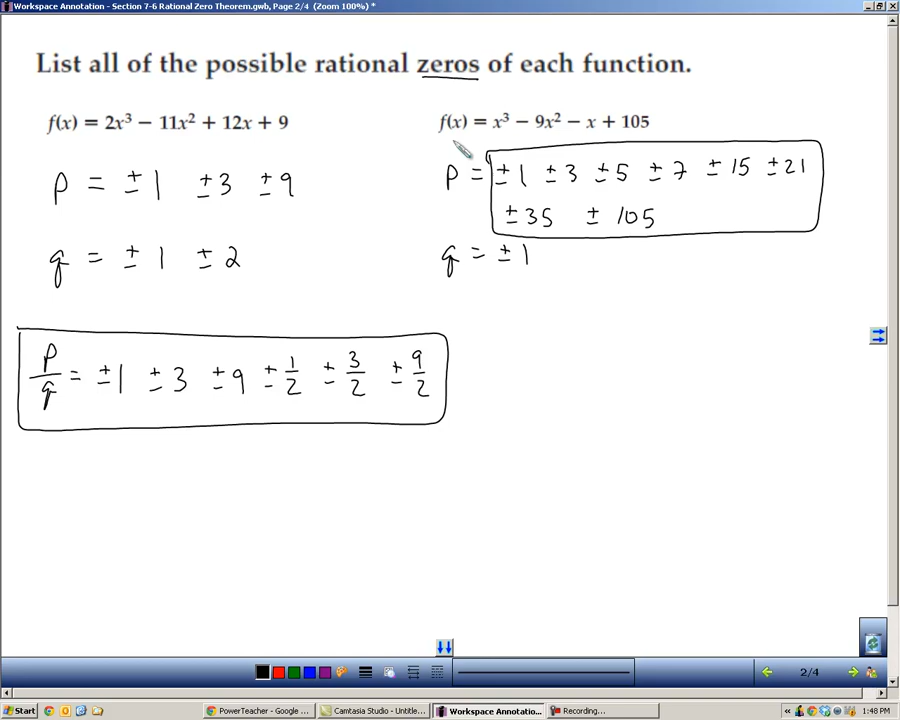 Workspace Annotation - Section 7-6 Rational Zero Theorem.gwb, Page 2/4 (Zoom 100%) *
List all of the possible rational zeros of each function.
f(x) = 2x³ − 11x² + 12x + 9
p = ±1 ±3 ±9
q = ±1 ±2
p/q = ±1 ±3 ±9 ±1/2 ±3/2 ±9/2
f(x) = x³ − 9x² − x + 105
p = ±1 ±3 ±5 ±7 ±15 ±21
±35 ±105
q = ±1
2/4
Start
PowerTeacher - Google ...
Camtasia Studio - Untitle...
Workspace Annotatio...
Recording...
1:48 PM